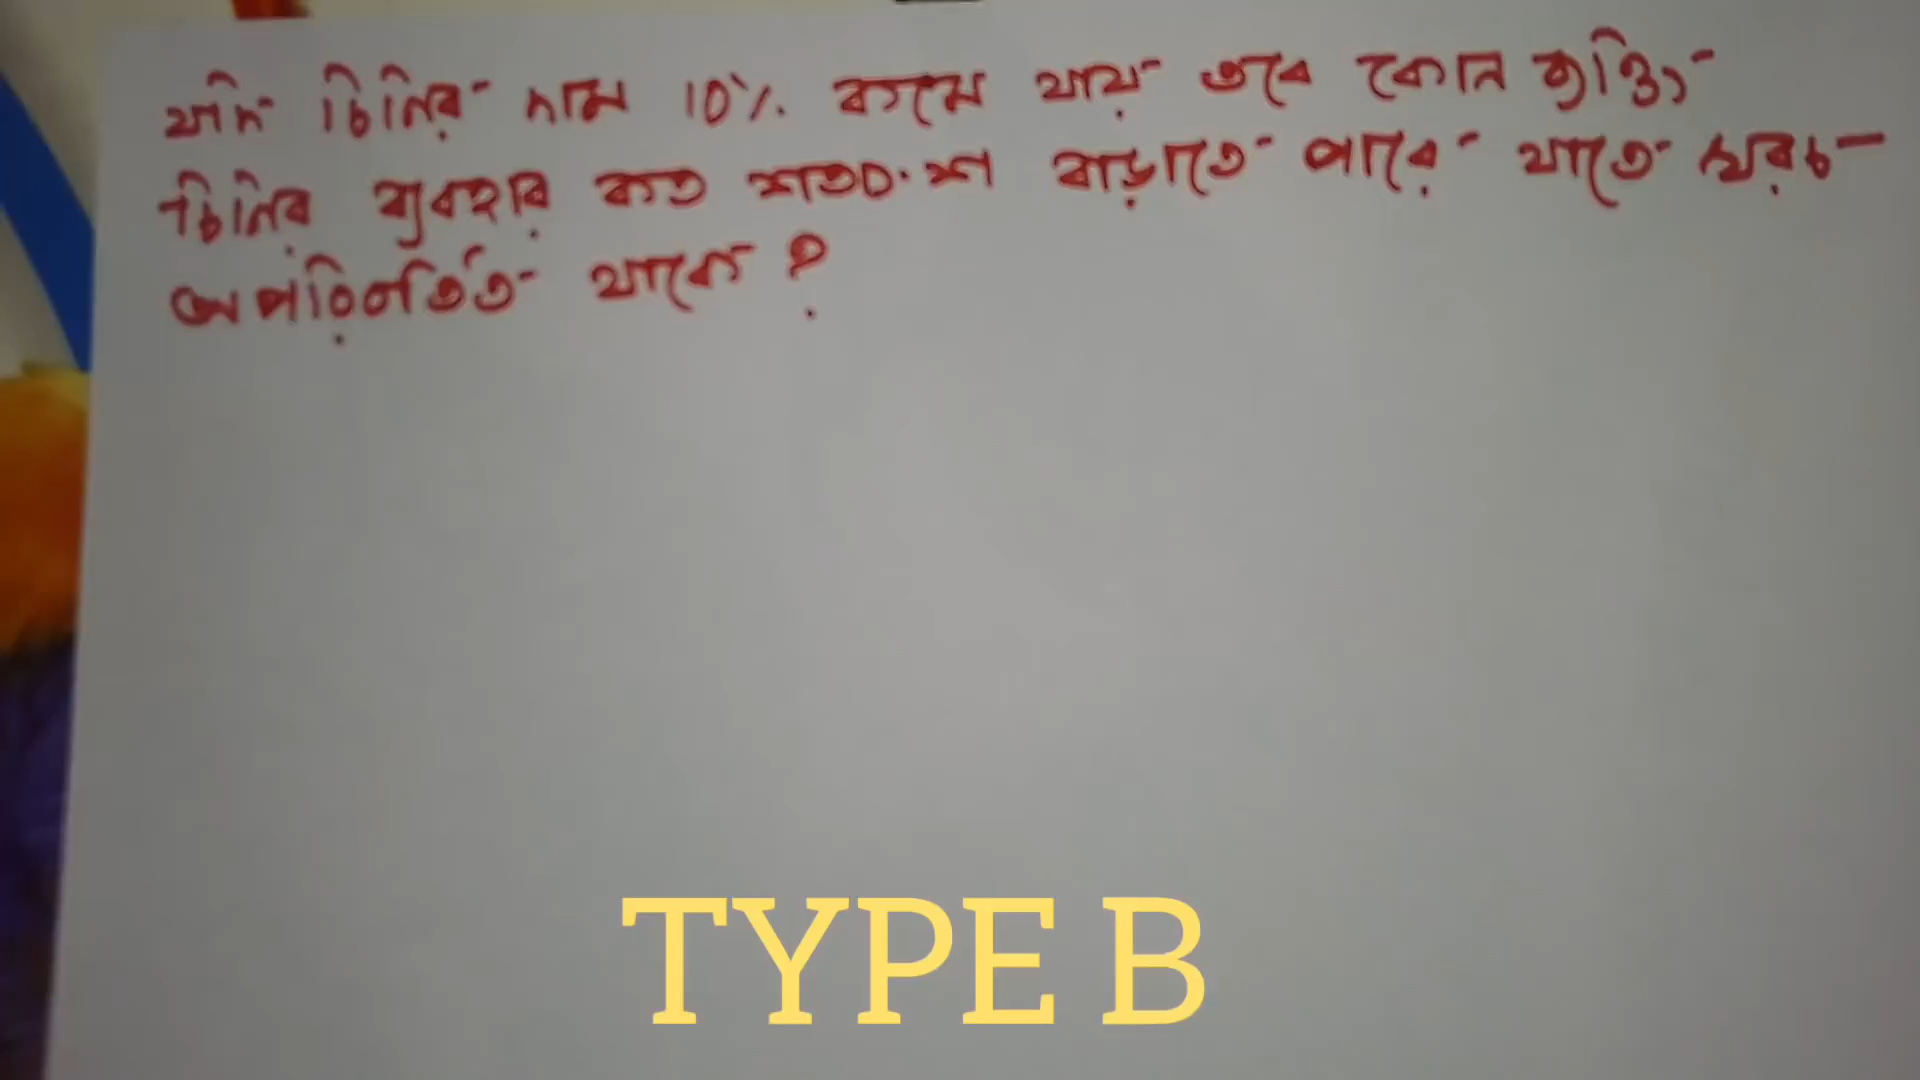 যদি চিনির দাম 10% কমে যায় তবে কোন ব্যক্তি
চিনির ব্যবহার কত শতাংশ বাড়াতে পারে যাতে খরচ
অপরিবর্তিত থাকে ?
TYPE B